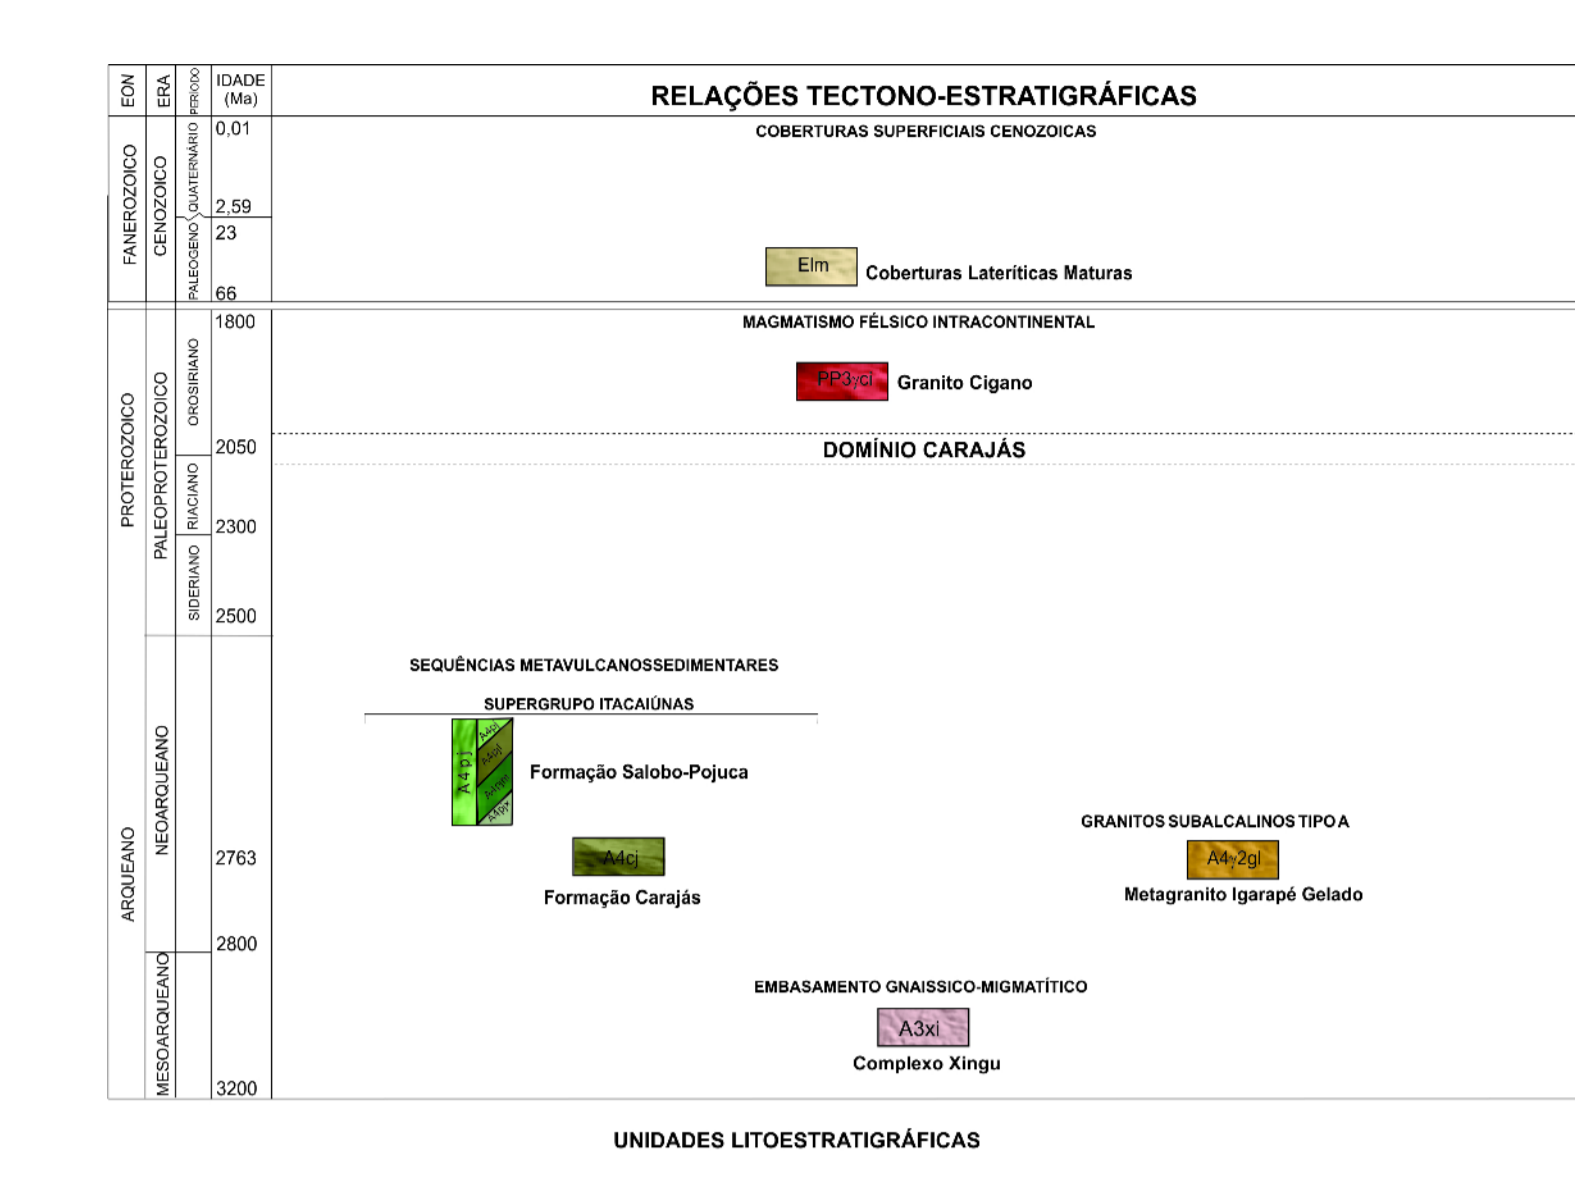 EON
ERA
PERÍODO
IDADE
(Ma)
RELAÇÕES TECTONO-ESTRATIGRÁFICAS
FANEROZOICO
CENOZOICO
QUATERNÁRIO
0,01
2,59
COBERTURAS SUPERFICIAIS CENOZOICAS
PALEOGENO
23
66
Elm
Coberturas Lateríticas Maturas
PROTEROZOICO
PALEOPROTEROZOICO
OROSIRIANO
1800
MAGMATISMO FÉLSICO INTRACONTINENTAL
PP3γci
Granito Cigano
2050
DOMÍNIO CARAJÁS
RIACIANO
2300
SIDERIANO
2500
ARQUEANO
NEOARQUEANO
SEQUÊNCIAS METAVULCANOSSEDIMENTARES
SUPERGRUPO ITACAIÚNAS
A4pj
A4pjx
Formação Salobo-Pojuca
GRANITOS SUBALCALINOS TIPO A
2763
A4cj
A4γ2gl
Formação Carajás
Metagranito Igarapé Gelado
2800
MESOARQUEANO
EMBASAMENTO GNAISSICO-MIGMATÍTICO
A3xi
Complexo Xingu
3200
UNIDADES LITOESTRATIGRÁFICAS